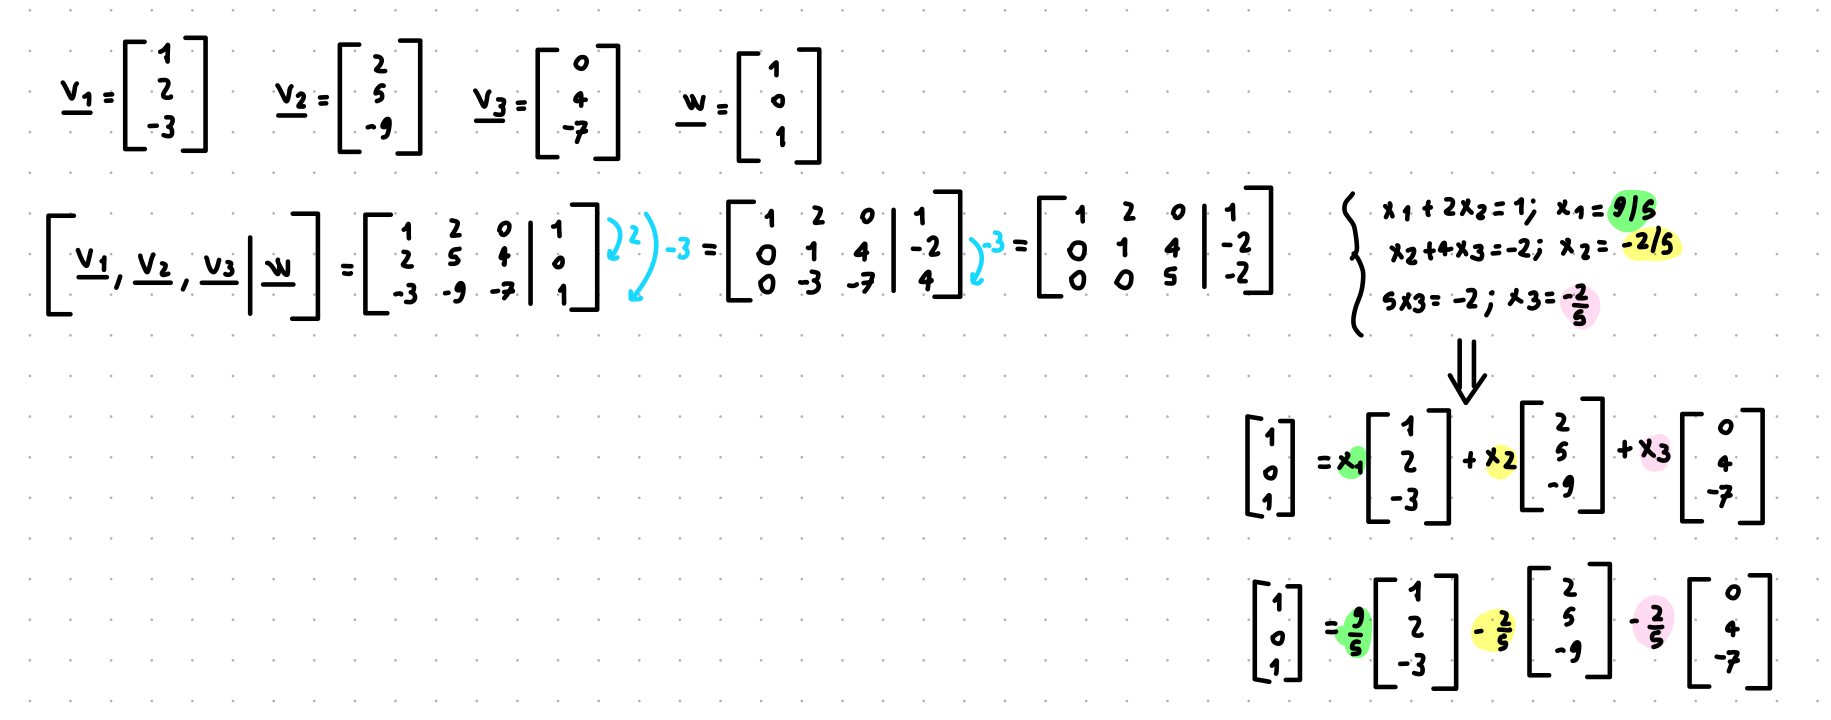 v1 = [1 2 -3] v2 = [2 5 -9] v3 = [0 4 -7] w = [1 0 1]
[v1, v2, v3 | w] = [1 2 0 | 1; 2 5 4 | 0; -3 -9 -7 | 1] 2 -3 = [1 2 0 | 1; 0 1 4 | -2; 0 -3 -7 | 4] -3 = [1 2 0 | 1; 0 1 4 | -2; 0 0 5 | -2]
{ x1 + 2x2 = 1; x1 = 9/5
x2 + 4x3 = -2; x2 = -2/5
5x3 = -2; x3 = -2/5
⇓
[1 0 1] = x1 [1 2 -3] + x2 [2 5 -9] + x3 [0 4 -7]
[1 0 1] = 9/5 [1 2 -3] - 2/5 [2 5 -9] - 2/5 [0 4 -7]